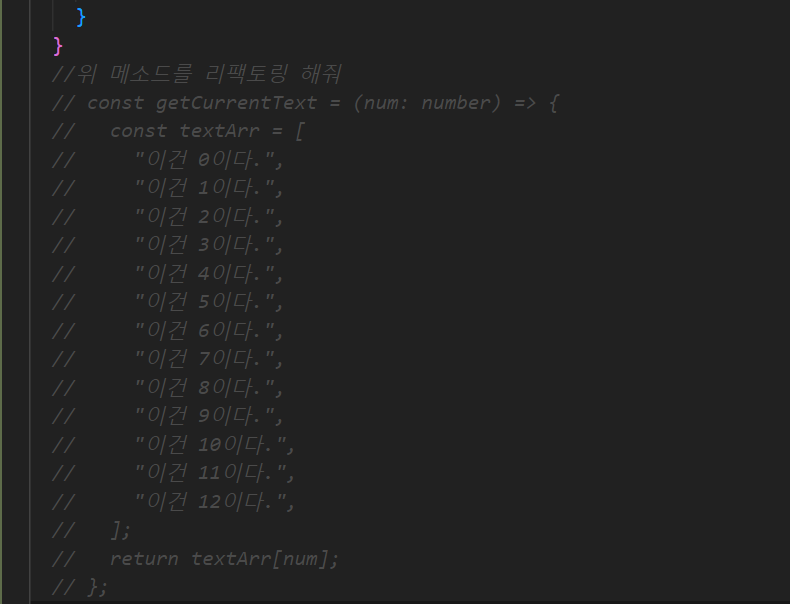 }
}
//위 메소드를 리팩토링 해줘
// const getCurrentText = (num: number) => {
//   const textArr = [
//     "이건 0이다.",
//     "이건 1이다.",
//     "이건 2이다.",
//     "이건 3이다.",
//     "이건 4이다.",
//     "이건 5이다.",
//     "이건 6이다.",
//     "이건 7이다.",
//     "이건 8이다.",
//     "이건 9이다.",
//     "이건 10이다.",
//     "이건 11이다.",
//     "이건 12이다.",
//   ];
//   return textArr[num];
// };